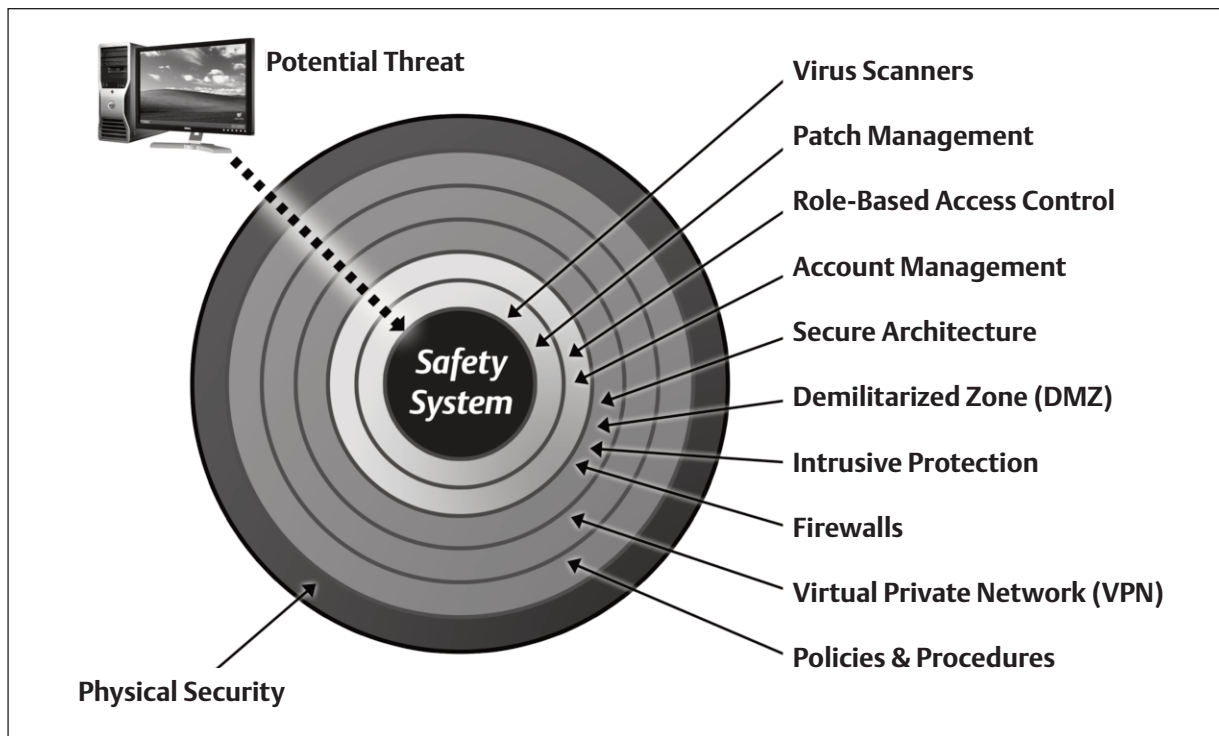 Potential Threat
Virus Scanners
Patch Management
Role-Based Access Control
Account Management
Secure Architecture
Demilitarized Zone (DMZ)
Intrusive Protection
Firewalls
Virtual Private Network (VPN)
Policies & Procedures
Safety
System
Physical Security